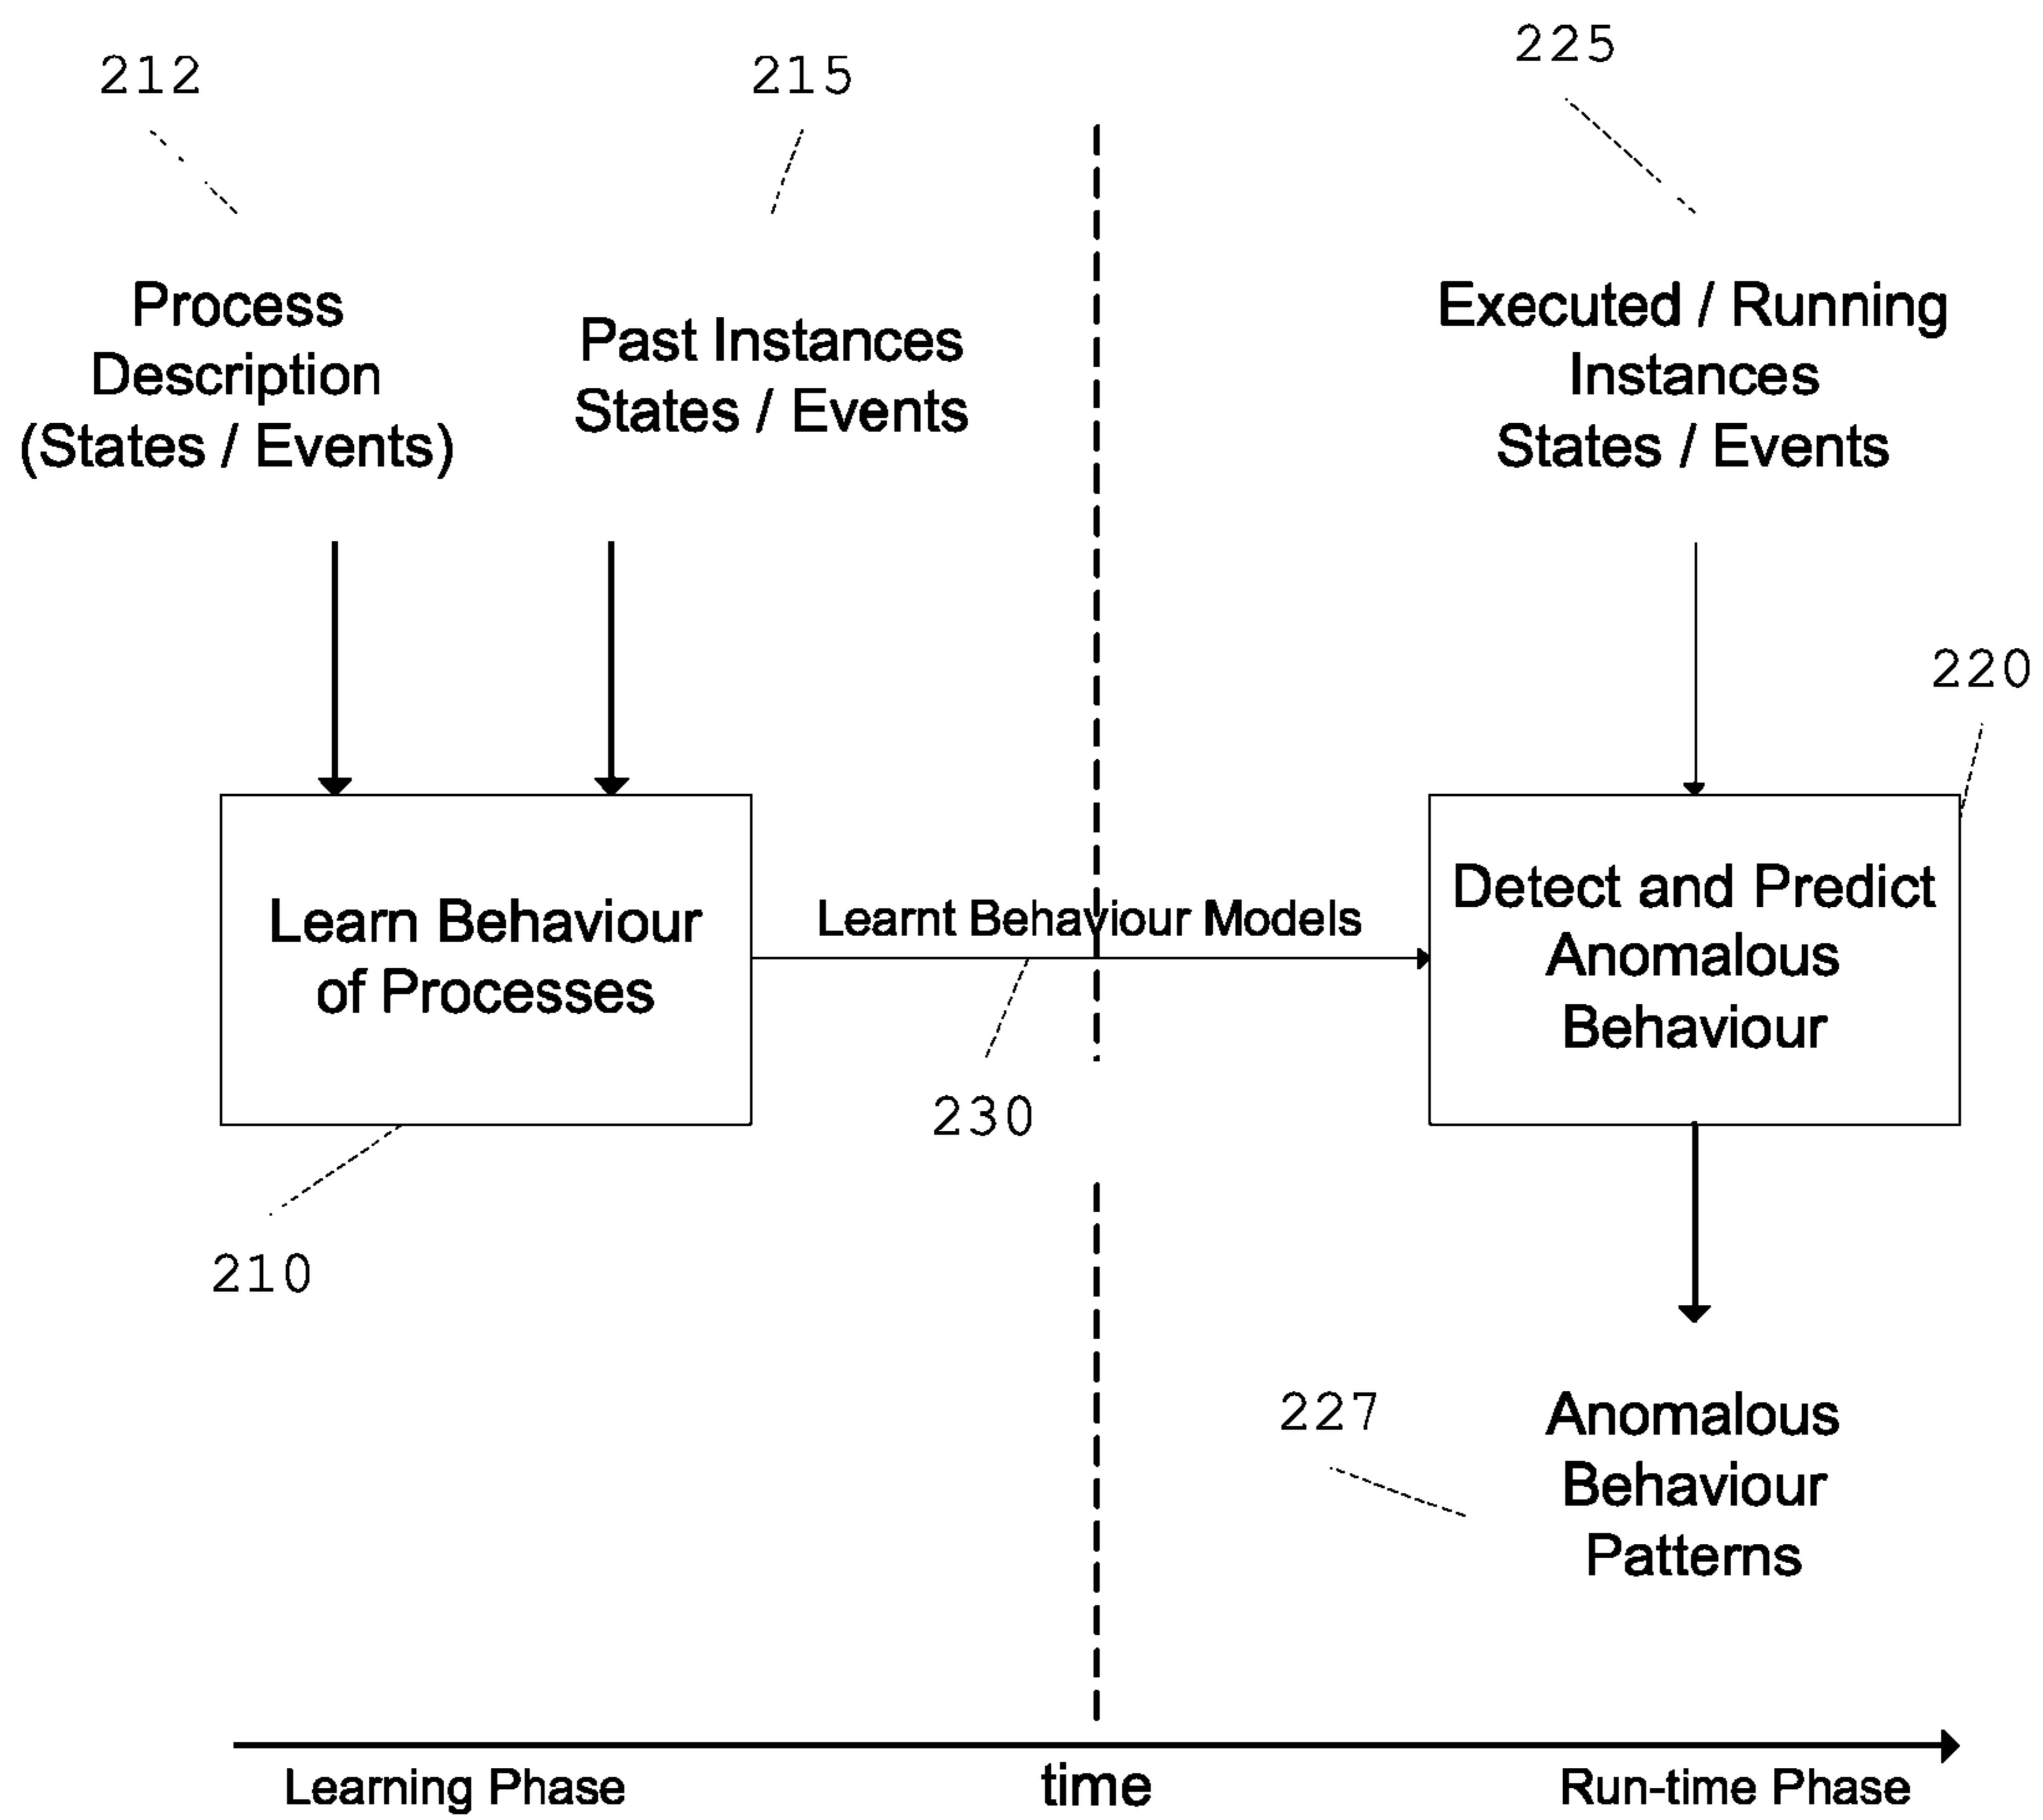 212
215
225
Process
Description
(States / Events)
Past Instances
States / Events
Executed / Running
Instances
States / Events
220
Learn Behaviour
of Processes
Learnt Behaviour Models
Detect and Predict
Anomalous
Behaviour
230
210
227
Anomalous
Behaviour
Patterns
Learning Phase
time
Run-time Phase